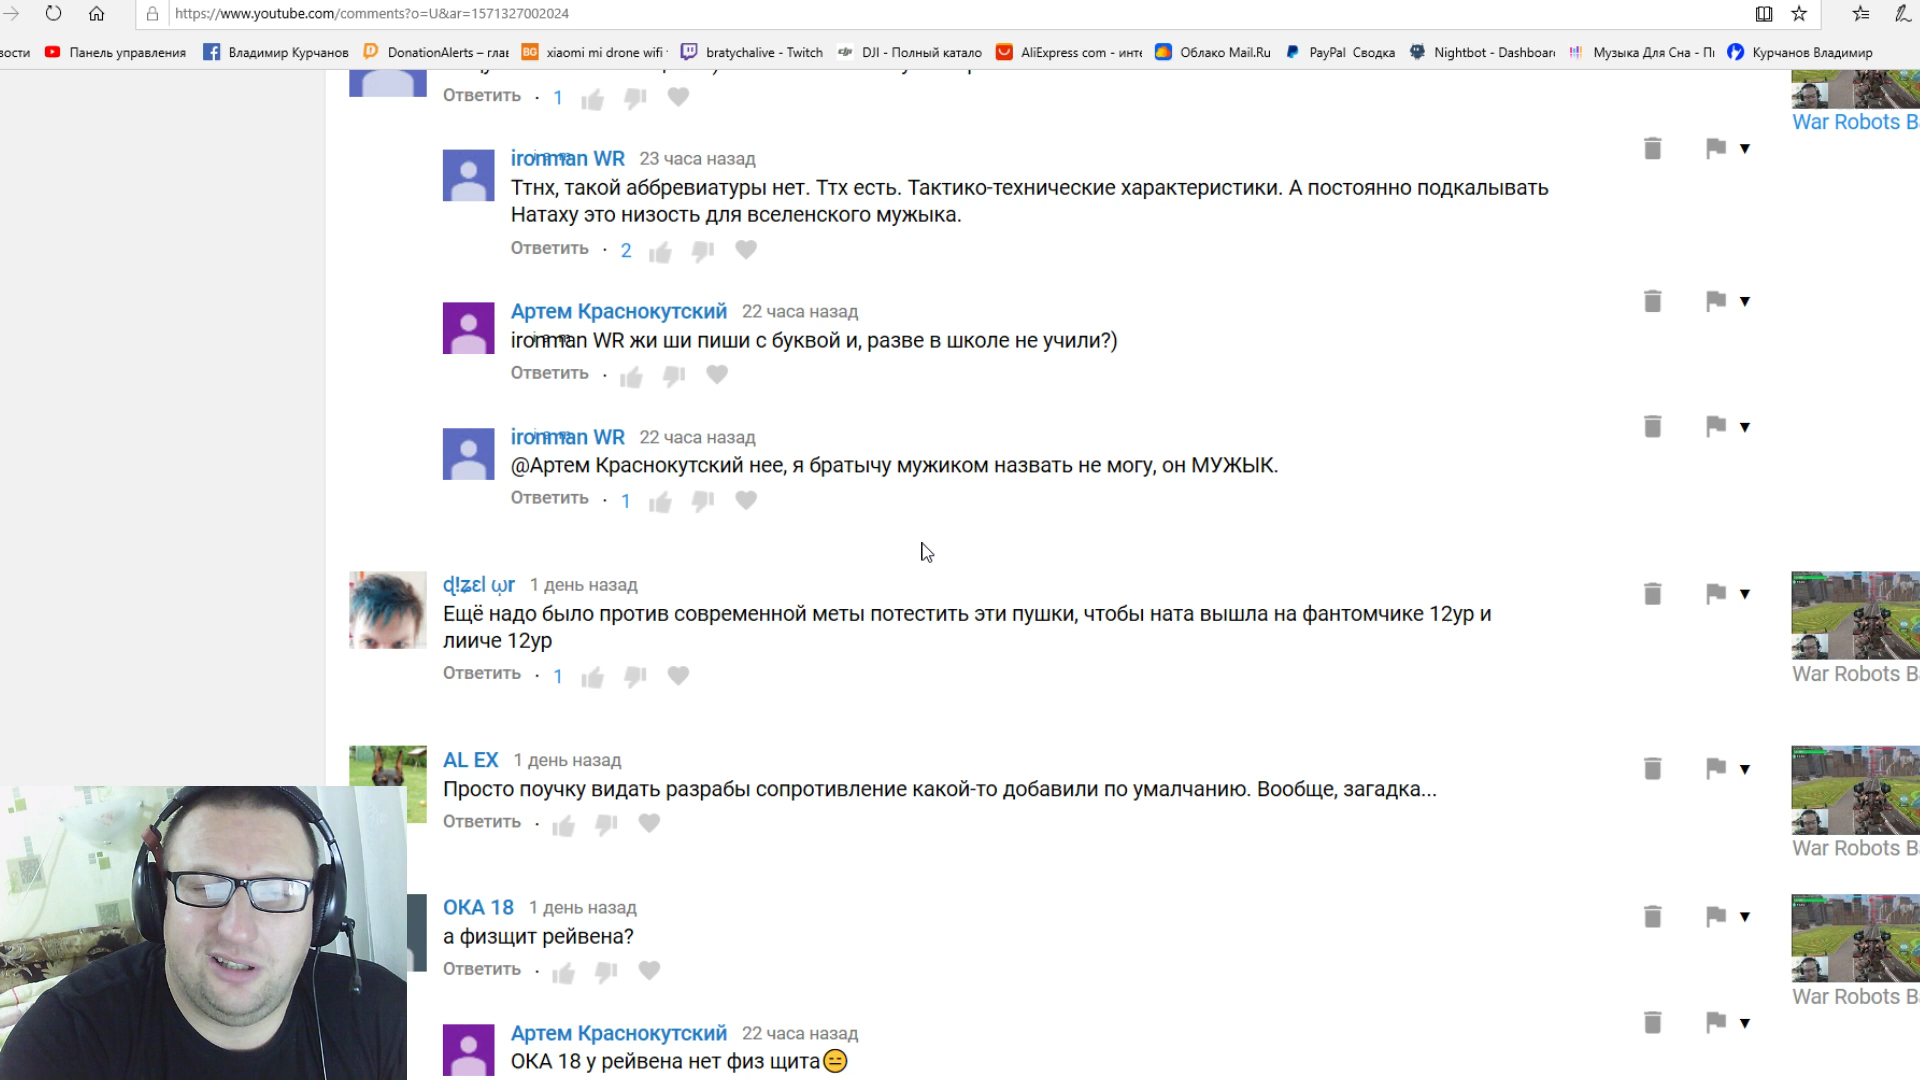 https://www.youtube.com/comments?o=U&ar=1571327002024
вости Панель управления Владимир Курчанов DonationAlerts – глав xiaomi mi drone wifi bratychalive - Twitch DJI - Полный катало AliExpress com - инте Облако Mail.Ru PayPal Сводка Nightbot - Dashboar Музыка Для Сна - П Курчанов Владимир
Ответить · 1
War Robots B
ironman WR 23 часа назад
Ттнх, такой аббревиатуры нет. Ттх есть. Тактико-технические характеристики. А постоянно подкалывать
Натаху это низость для вселенского мужыка.
Ответить · 2
Артем Краснокутский 22 часа назад
ironman WR жи ши пиши с буквой и, разве в школе не учили?)
Ответить ·
ironman WR 22 часа назад
@Артем Краснокутский нее, я братычу мужиком назвать не могу, он МУЖЫК.
Ответить · 1
1 день назад
Ещё надо было против современной меты потестить эти пушки, чтобы ната вышла на фантомчике 12ур и
лииче 12ур
Ответить · 1
War Robots B
AL EX 1 день назад
Просто поучку видать разрабы сопротивление какой-то добавили по умалчанию. Вообще, загадка...
Ответить ·
War Robots B
ОКА 18 1 день назад
а физщит рейвена?
Ответить ·
War Robots B
Артем Краснокутский 22 часа назад
ОКА 18 у рейвена нет физ щита😑